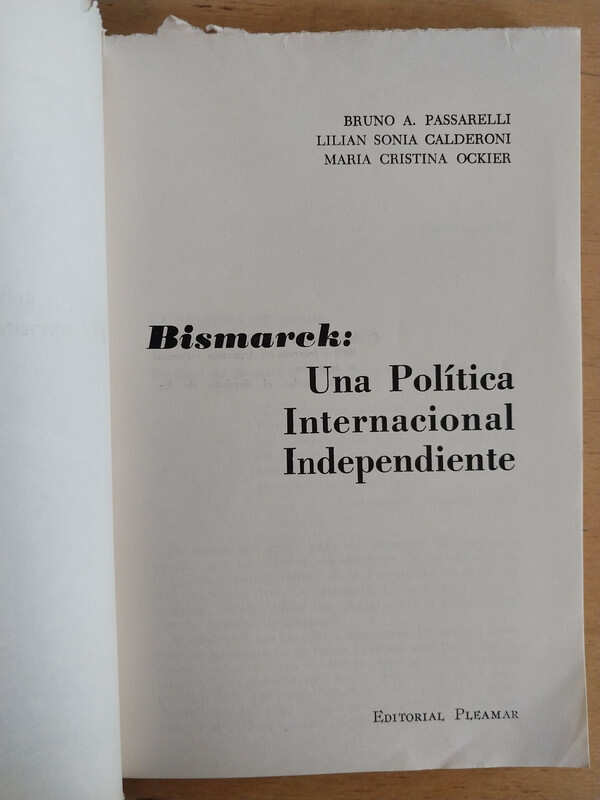 BRUNO A. PASSARELLI
LILIAN SONIA CALDERONI
MARIA CRISTINA OCKIER
Bismarck:
Una Política
Internacional
Independiente
EDITORIAL PLEAMAR